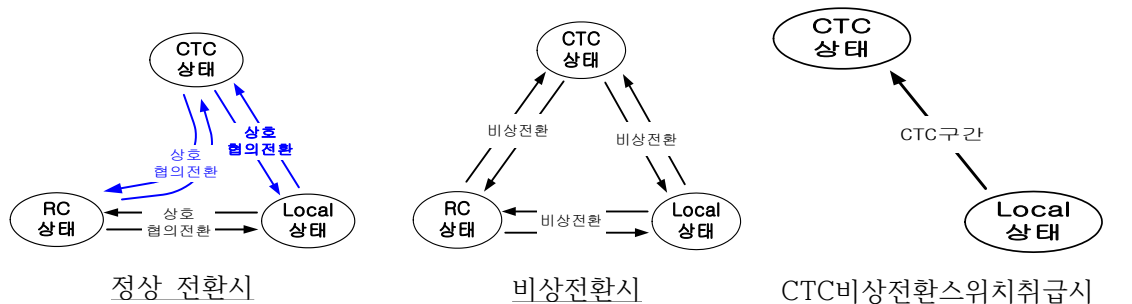 CTC
상태
상호
협의전환
상호
협의전환
RC
상태
상호
협의전환
Local
상태
정상 전환시
CTC
상태
비상전환
비상전환
RC
상태
비상전환
Local
상태
비상전환시
CTC
상태
CTC구간
Local
상태
CTC비상전환스위치취급시